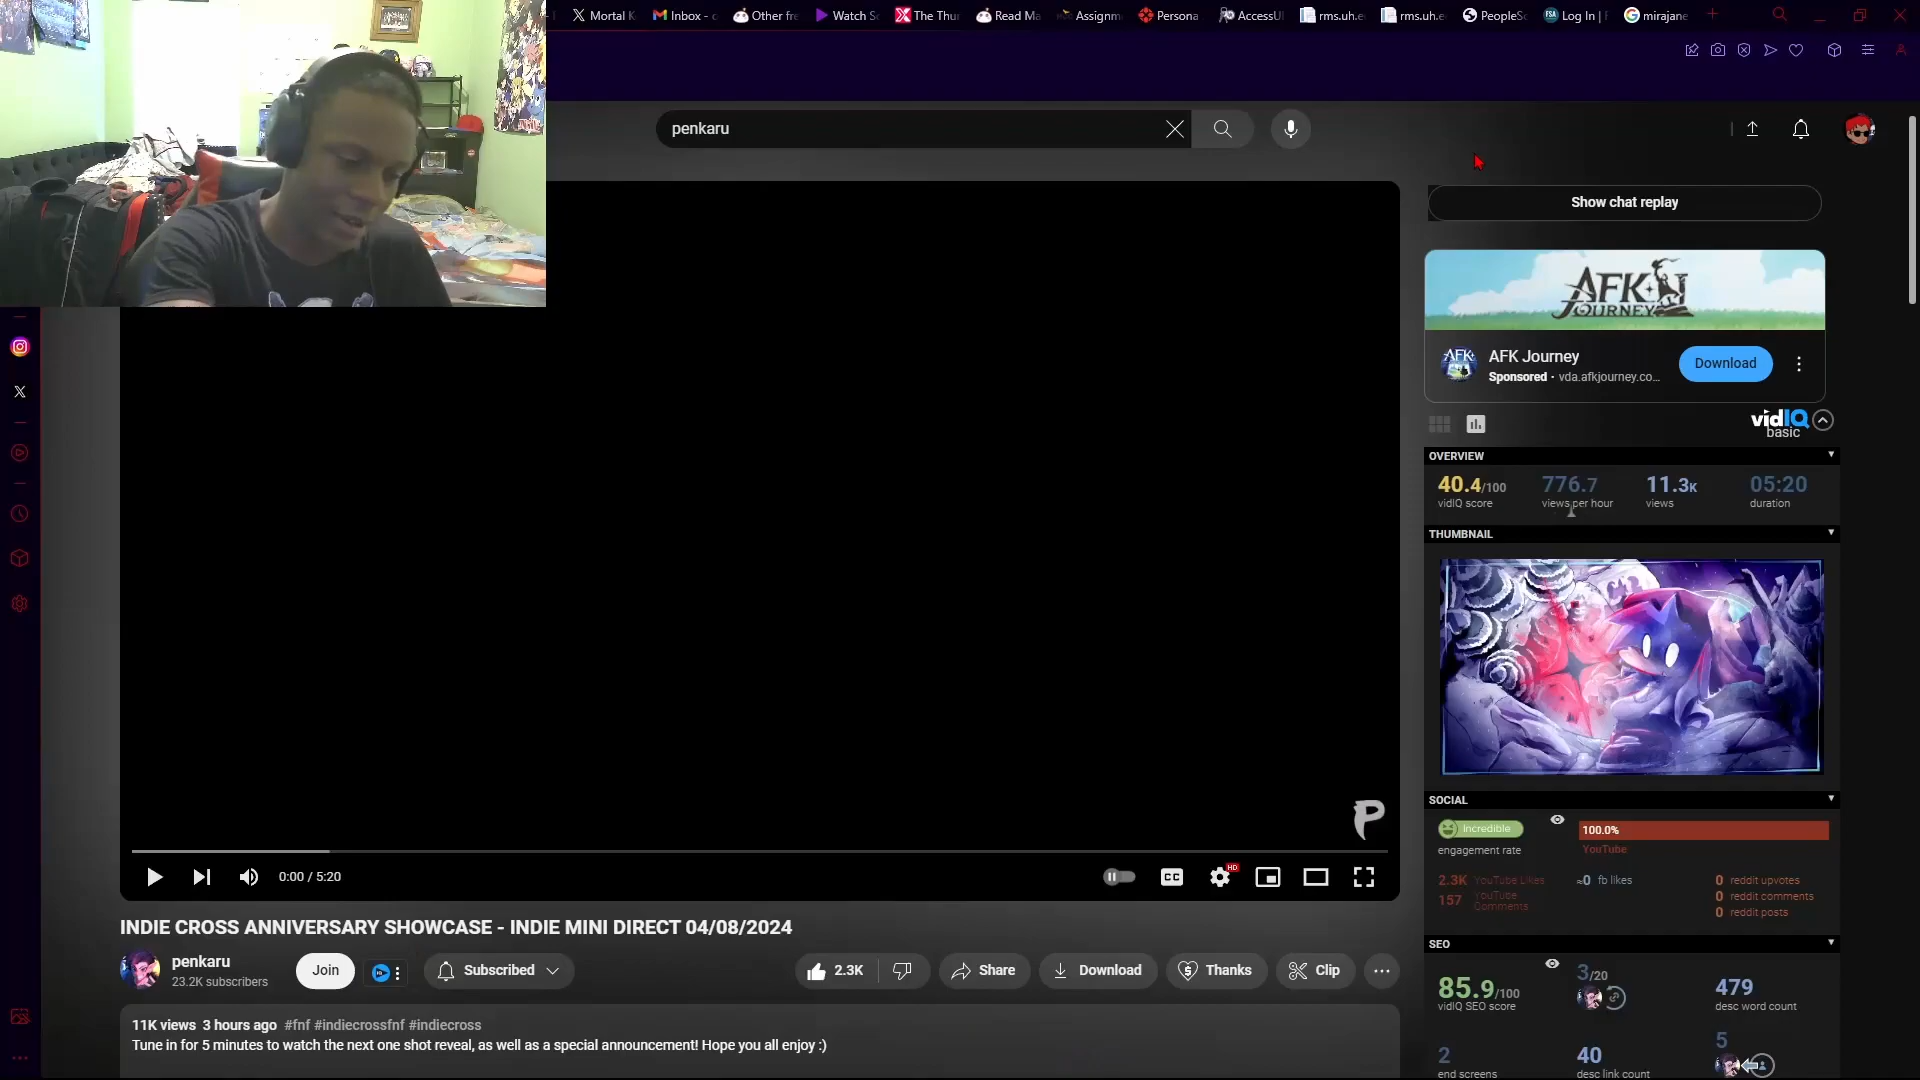 Mortal K
Inbox - c
Other fre
Watch Sc
The Thu
Read Ma
Assignm
Persona
AccessU
rms.uh.e
rms.uh.e
PeopleSc
Log In | F
mirajane
penkaru
Show chat replay
AFK JOURNEY
AFK Journey
Sponsored · vda.afkjourney.co...
Download
vidIQ
basic
OVERVIEW
40.4/100
vidIQ score
776.7
views per hour
11.3K
views
05:20
duration
THUMBNAIL
SOCIAL
Incredible
engagement rate
100.0%
YouTube
2.3K YouTube Likes
157 YouTube Comments
≈0 fb likes
0 reddit upvotes
0 reddit comments
0 reddit posts
SEO
85.9/100
vidIQ SEO score
3/20
479
desc word count
2
end screens
40
desc link count
5
P
0:00 / 5:20
CC
HD
INDIE CROSS ANNIVERSARY SHOWCASE - INDIE MINI DIRECT 04/08/2024
penkaru
23.2K subscribers
Join
Subscribed
2.3K
Share
Download
Thanks
Clip
11K views 3 hours ago #fnf #indiecrossfnf #indiecross
Tune in for 5 minutes to watch the next one shot reveal, as well as a special announcement! Hope you all enjoy :)